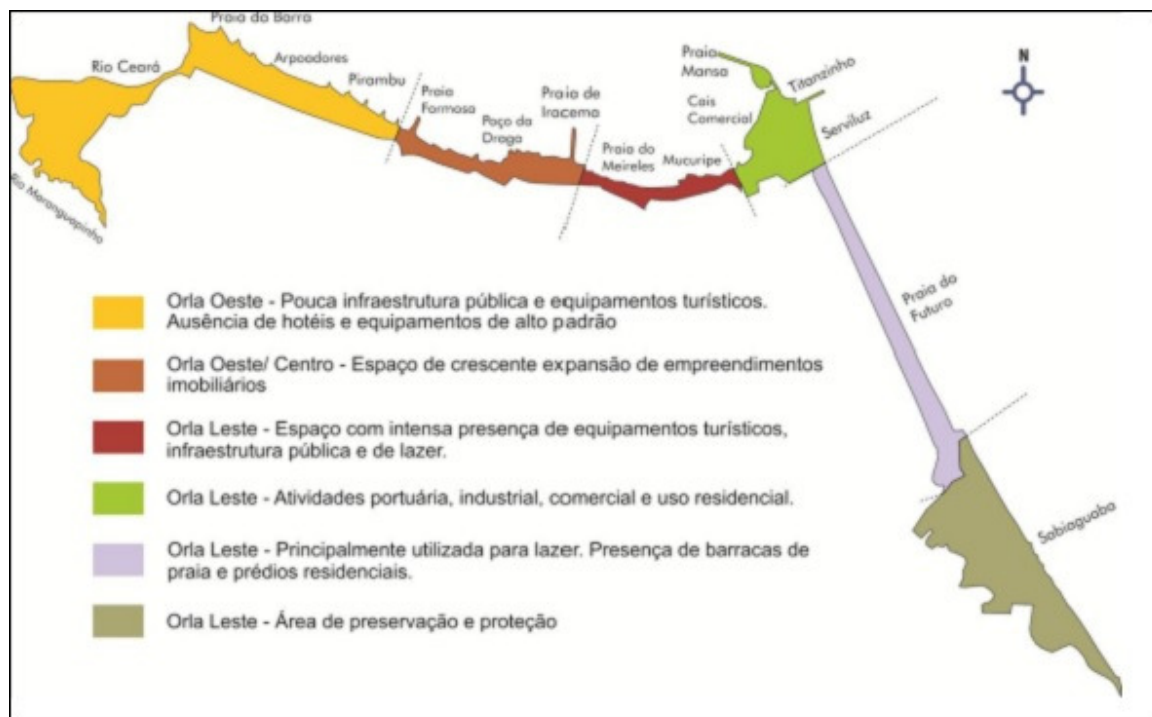 Praia da Barra
Rio Ceará
Arpoadores
Pirambu
Praia
Formosa
Poço da
Draga
Praia de
Iracema
Praia do
Meireles
Mucuripe
Praia
Mansa
Cais
Comercial
Titanzinho
Serviluz
N
Rio Maranguapinho
Praia do
Futuro
Sabiaguaba
Orla Oeste - Pouca infraestrutura pública e equipamentos turísticos.
Ausência de hotéis e equipamentos de alto padrão
Orla Oeste/ Centro - Espaço de crescente expansão de empreendimentos
imobiliários
Orla Leste - Espaço com intensa presença de equipamentos turísticos,
infraestrutura pública e de lazer.
Orla Leste - Atividades portuária, industrial, comercial e uso residencial.
Orla Leste - Principalmente utilizada para lazer. Presença de barracas de
praia e prédios residenciais.
Orla Leste - Área de preservação e proteção